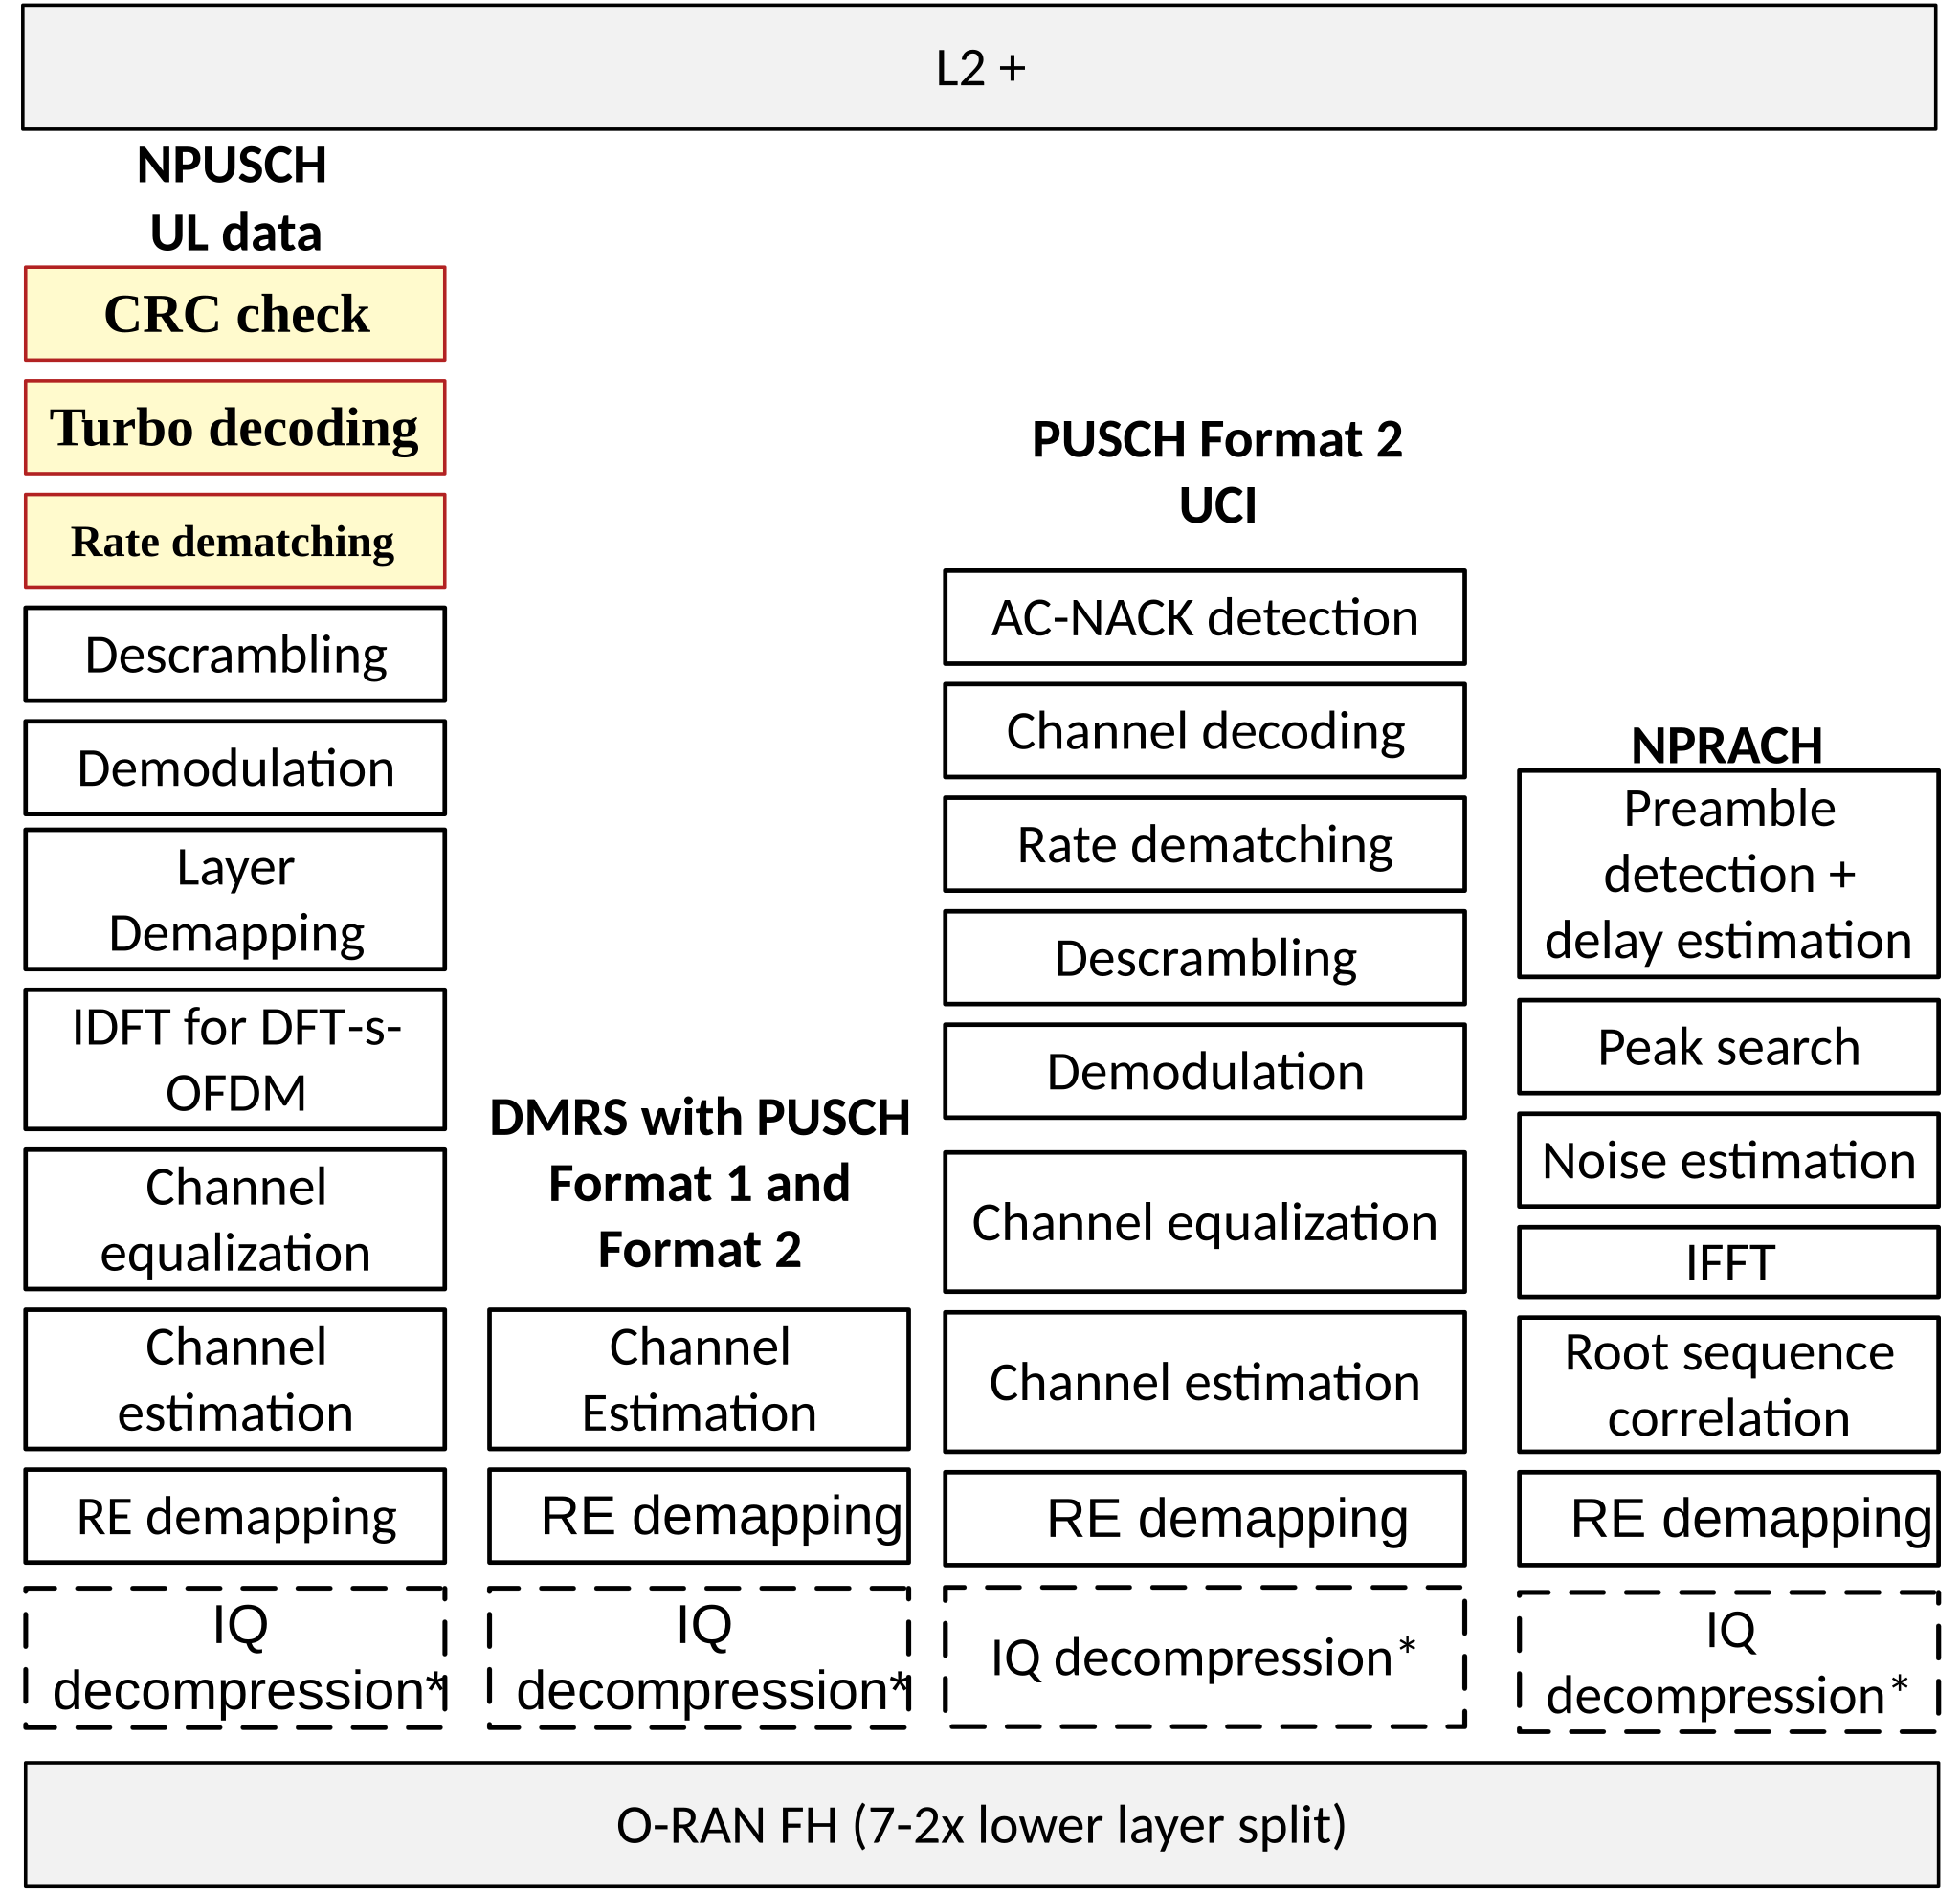 L2 +
NPUSCH
UL data
CRC check
Turbo decoding
Rate dematching
Descrambling
Demodulation
Layer
Demapping
IDFT for DFT-s-
OFDM
Channel
equalization
Channel
estimation
RE demapping
IQ
decompression*
DMRS with PUSCH
Format 1 and
Format 2
Channel
Estimation
RE demapping
IQ
decompression*
PUSCH Format 2
UCI
AC-NACK detection
Channel decoding
Rate dematching
Descrambling
Demodulation
Channel equalization
Channel estimation
RE demapping
IQ decompression*
NPRACH
Preamble
detection +
delay estimation
Peak search
Noise estimation
IFFT
Root sequence
correlation
RE demapping
IQ
decompression*
O-RAN FH (7-2x lower layer split)